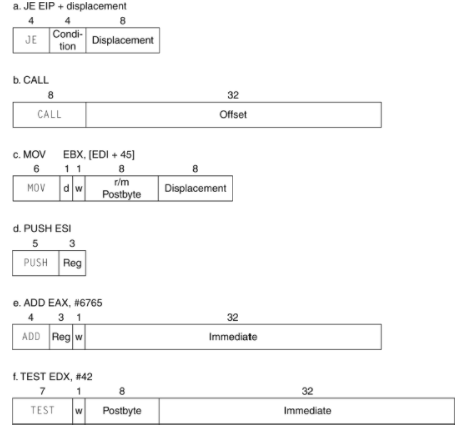 a. JE EIP + displacement
4 4 8
JE Condi-
tion Displacement
b. CALL
8 32
CALL Offset
c. MOV EBX, [EDI + 45]
6 1 1 8 8
MOV d w r/m
Postbyte Displacement
d. PUSH ESI
5 3
PUSH Reg
e. ADD EAX, #6765
4 3 1 32
ADD Reg w Immediate
f. TEST EDX, #42
7 1 8 32
TEST w Postbyte Immediate